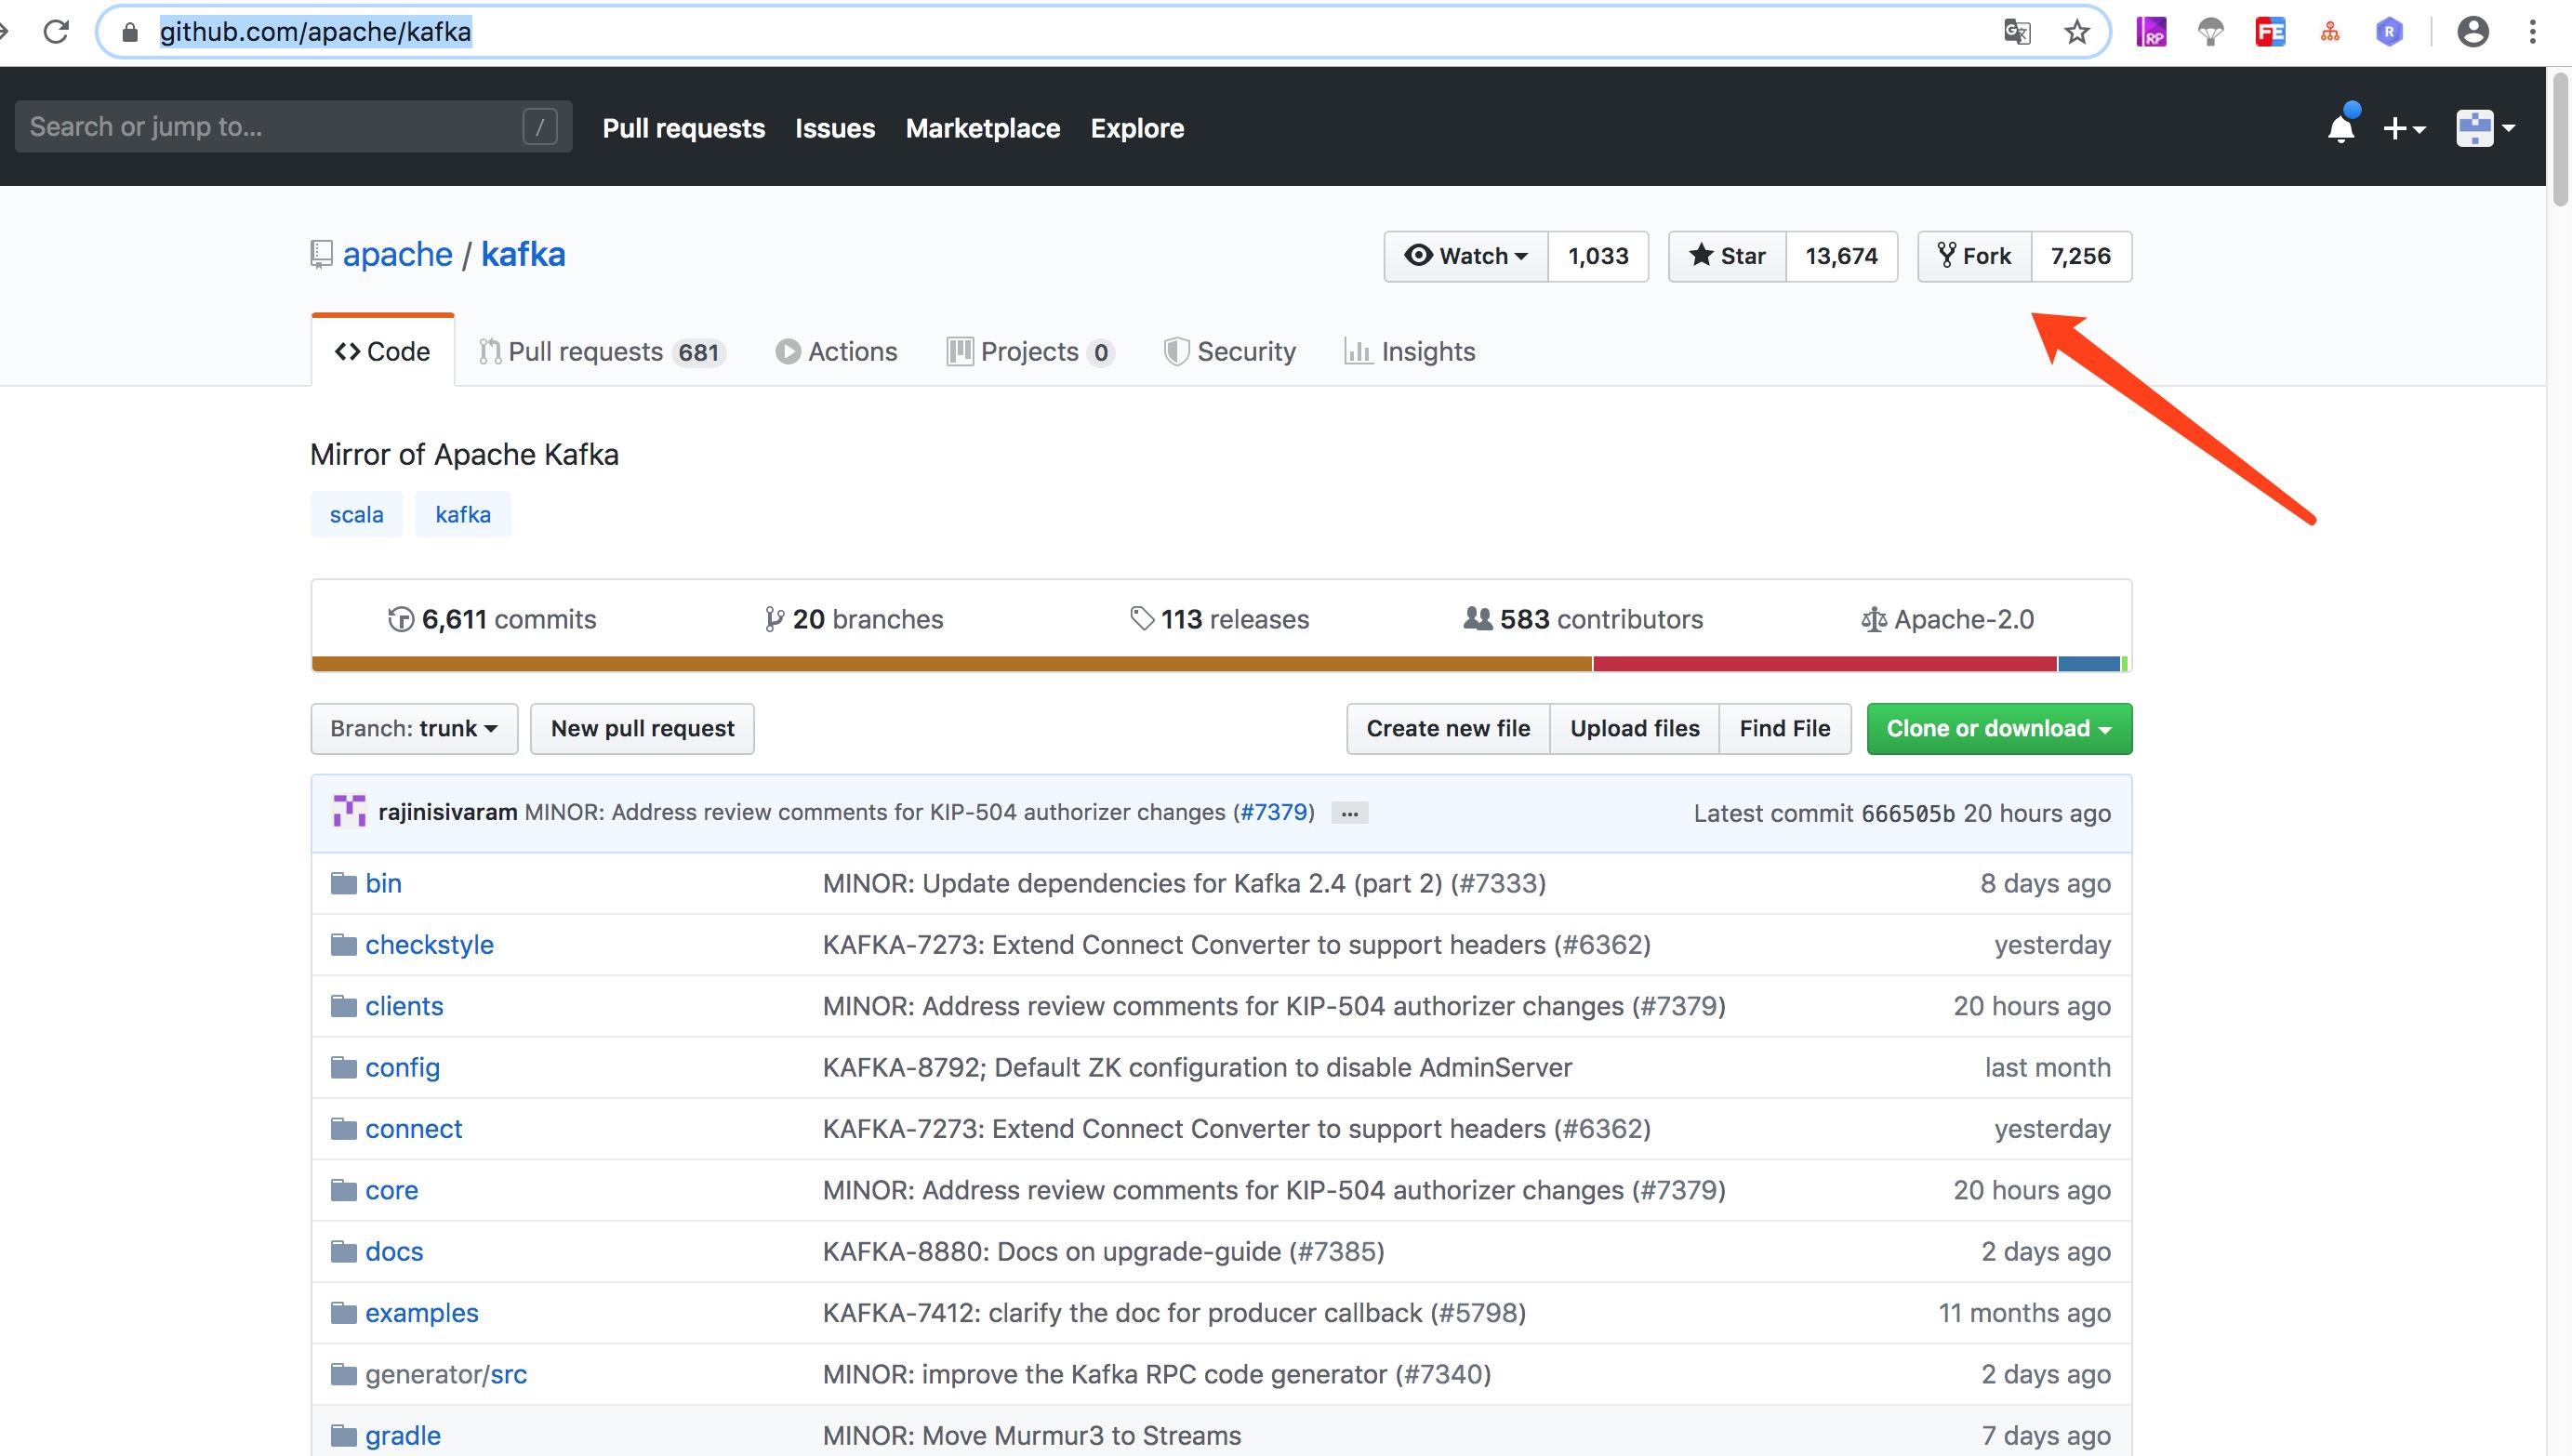 github.com/apache/kafka
RP FE R
Search or jump to... / Pull requests Issues Marketplace Explore
apache / kafka Watch 1,033 Star 13,674 Fork 7,256
Code Pull requests 681 Actions Projects 0 Security Insights
Mirror of Apache Kafka
scala kafka
6,611 commits 20 branches 113 releases 583 contributors Apache-2.0
Branch: trunk New pull request Create new file Upload files Find File Clone or download
rajinisivaram MINOR: Address review comments for KIP-504 authorizer changes (#7379) ... Latest commit 666505b 20 hours ago
bin MINOR: Update dependencies for Kafka 2.4 (part 2) (#7333) 8 days ago
checkstyle KAFKA-7273: Extend Connect Converter to support headers (#6362) yesterday
clients MINOR: Address review comments for KIP-504 authorizer changes (#7379) 20 hours ago
config KAFKA-8792; Default ZK configuration to disable AdminServer last month
connect KAFKA-7273: Extend Connect Converter to support headers (#6362) yesterday
core MINOR: Address review comments for KIP-504 authorizer changes (#7379) 20 hours ago
docs KAFKA-8880: Docs on upgrade-guide (#7385) 2 days ago
examples KAFKA-7412: clarify the doc for producer callback (#5798) 11 months ago
generator/src MINOR: improve the Kafka RPC code generator (#7340) 2 days ago
gradle MINOR: Move Murmur3 to Streams 7 days ago